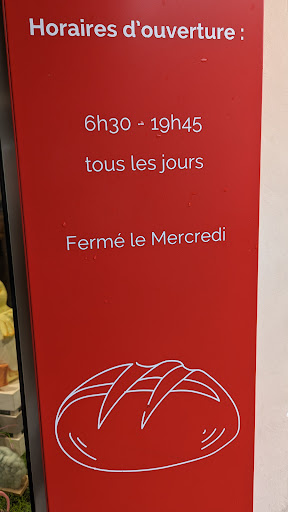 Horaires d'ouverture :
6h30 - 19h45
tous les jours
Fermé le Mercredi